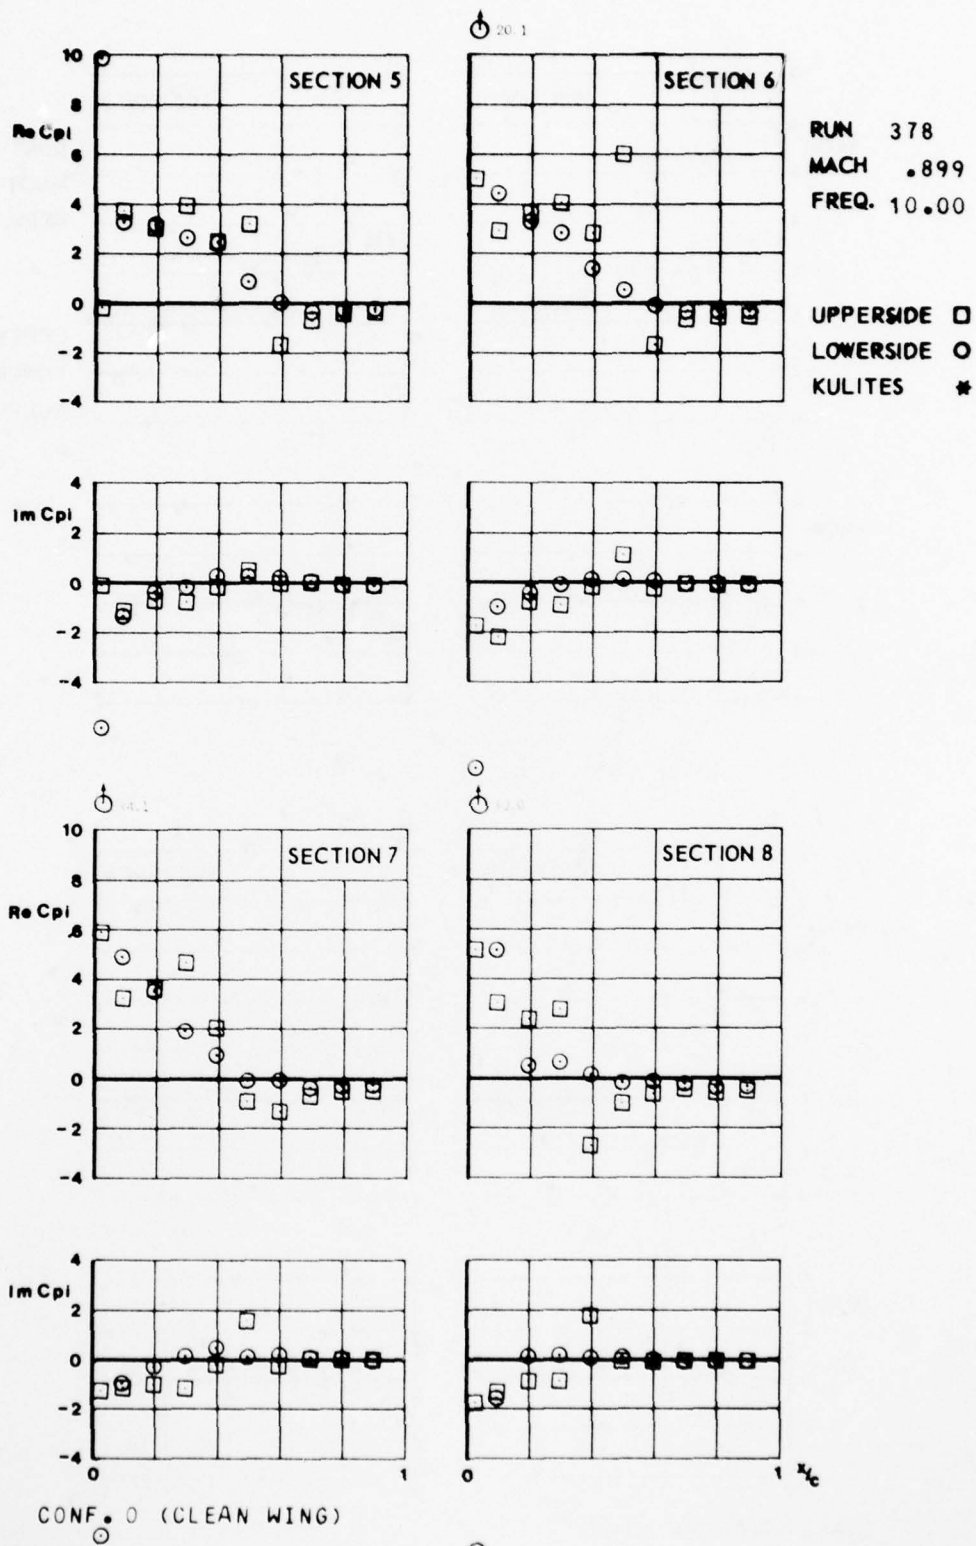 20.1
10
SECTION 5
SECTION 6
8
Re Cpi
RUN 378
6
MACH .899
4
FREQ. 10.00
2
0
UPPERSIDE
-2
LOWERSIDE
-4
KULITES *
4
Im Cpi
2
0
-2
-4
10
SECTION 7
SECTION 8
8
Re Cpi
.6
4
2
0
-2
-4
4
Im Cpi
2
0
-2
-4
0 1 0 1 x/c
CONF. 0 (CLEAN WING)